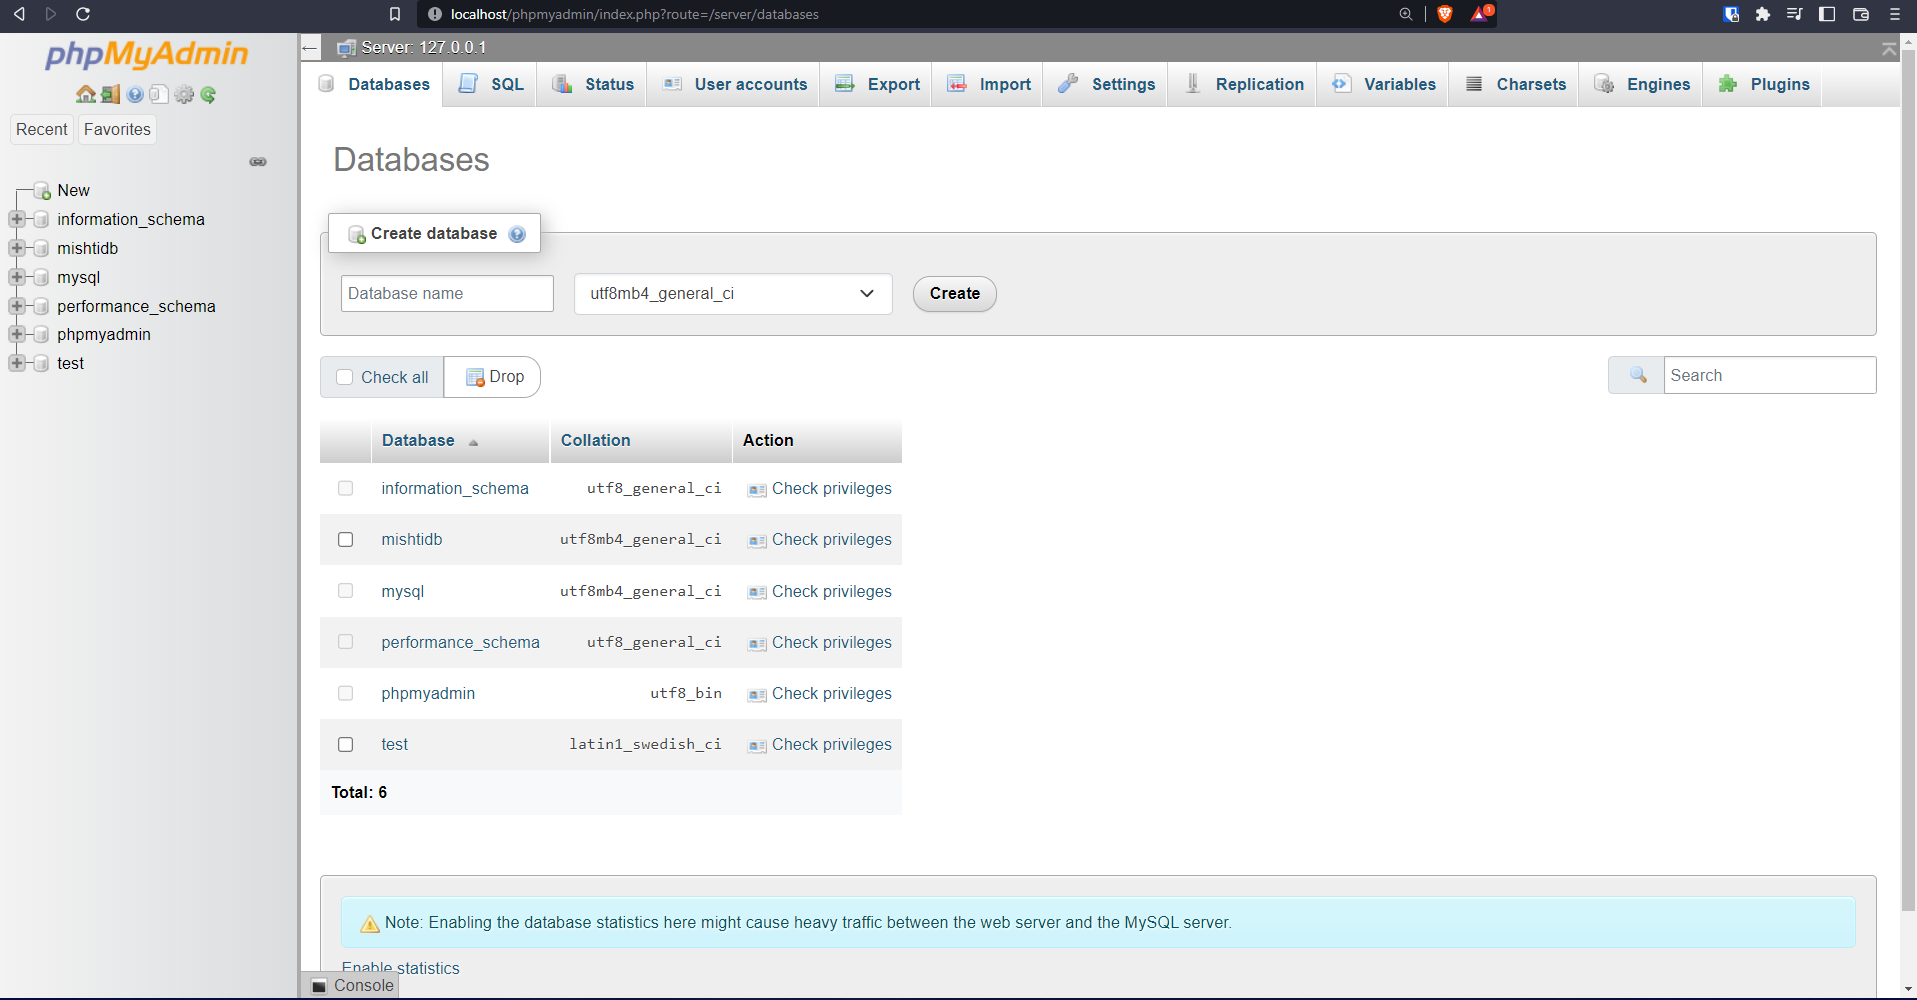 localhost/phpmyadmin/index.php?route=/server/databases
1
phpMyAdmin
Recent Favorites
New
information_schema
mishtidb
mysql
performance_schema
phpmyadmin
test
Server: 127.0.0.1
Databases SQL Status User accounts Export Import Settings Replication Variables Charsets Engines Plugins
Databases
Create database
Database name utf8mb4_general_ci Create
Check all Drop Search
Database Collation Action
information_schema utf8_general_ci Check privileges
mishtidb utf8mb4_general_ci Check privileges
mysql utf8mb4_general_ci Check privileges
performance_schema utf8_general_ci Check privileges
phpmyadmin utf8_bin Check privileges
test latin1_swedish_ci Check privileges
Total: 6
Note: Enabling the database statistics here might cause heavy traffic between the web server and the MySQL server.
Enable statistics
Console